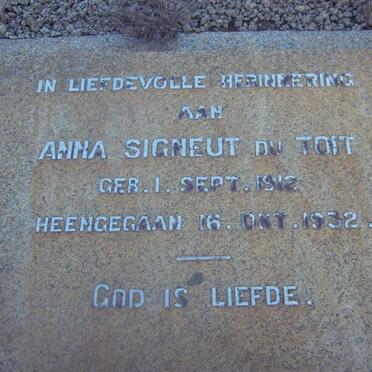 IN LIEFDEVOLLE HERINNERING
AAN
ANNA SIGNEUT DU TOIT
GEB. 1. SEPT. 1912
HEENGEGAAN 16. OKT. 1932.
GOD IS LIEFDE.